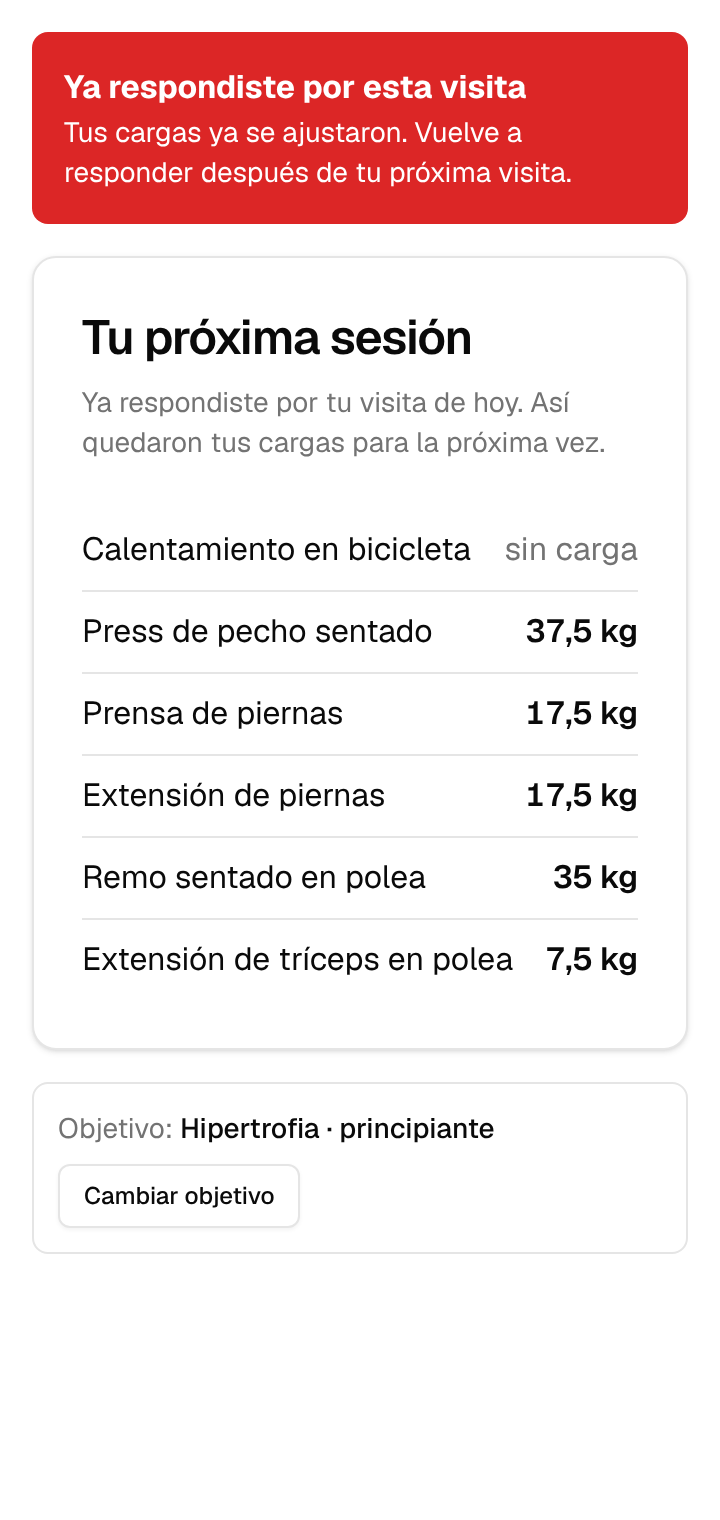 Ya respondiste por esta visita
Tus cargas ya se ajustaron. Vuelve a
responder después de tu próxima visita.
Tu próxima sesión
Ya respondiste por tu visita de hoy. Así
quedaron tus cargas para la próxima vez.
Calentamiento en bicicleta sin carga
Press de pecho sentado 37,5 kg
Prensa de piernas 17,5 kg
Extensión de piernas 17,5 kg
Remo sentado en polea 35 kg
Extensión de tríceps en polea 7,5 kg
Objetivo: Hipertrofia · principiante
Cambiar objetivo